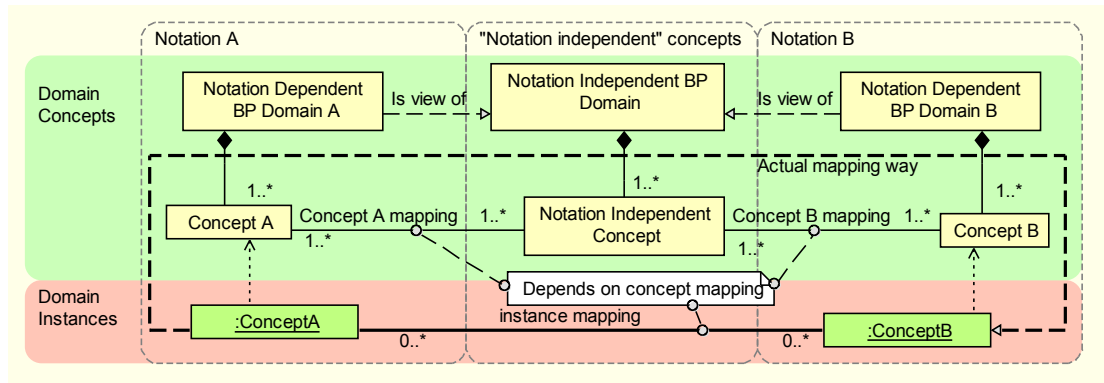 Notation A
"Notation independent" concepts
Notation B
Domain
Concepts
Notation Dependent
BP Domain A
Is view of
Notation Independent BP
Domain
Is view of
Notation Dependent
BP Domain B
Actual mapping way
1..*
1..*
1..*
Concept A
Concept A mapping
1..*
1..*
Notation Independent
Concept
Concept B mapping
1..*
1..*
Concept B
Depends on concept mapping
Domain
Instances
:ConceptA
instance mapping
:ConceptB
0..*
0..*